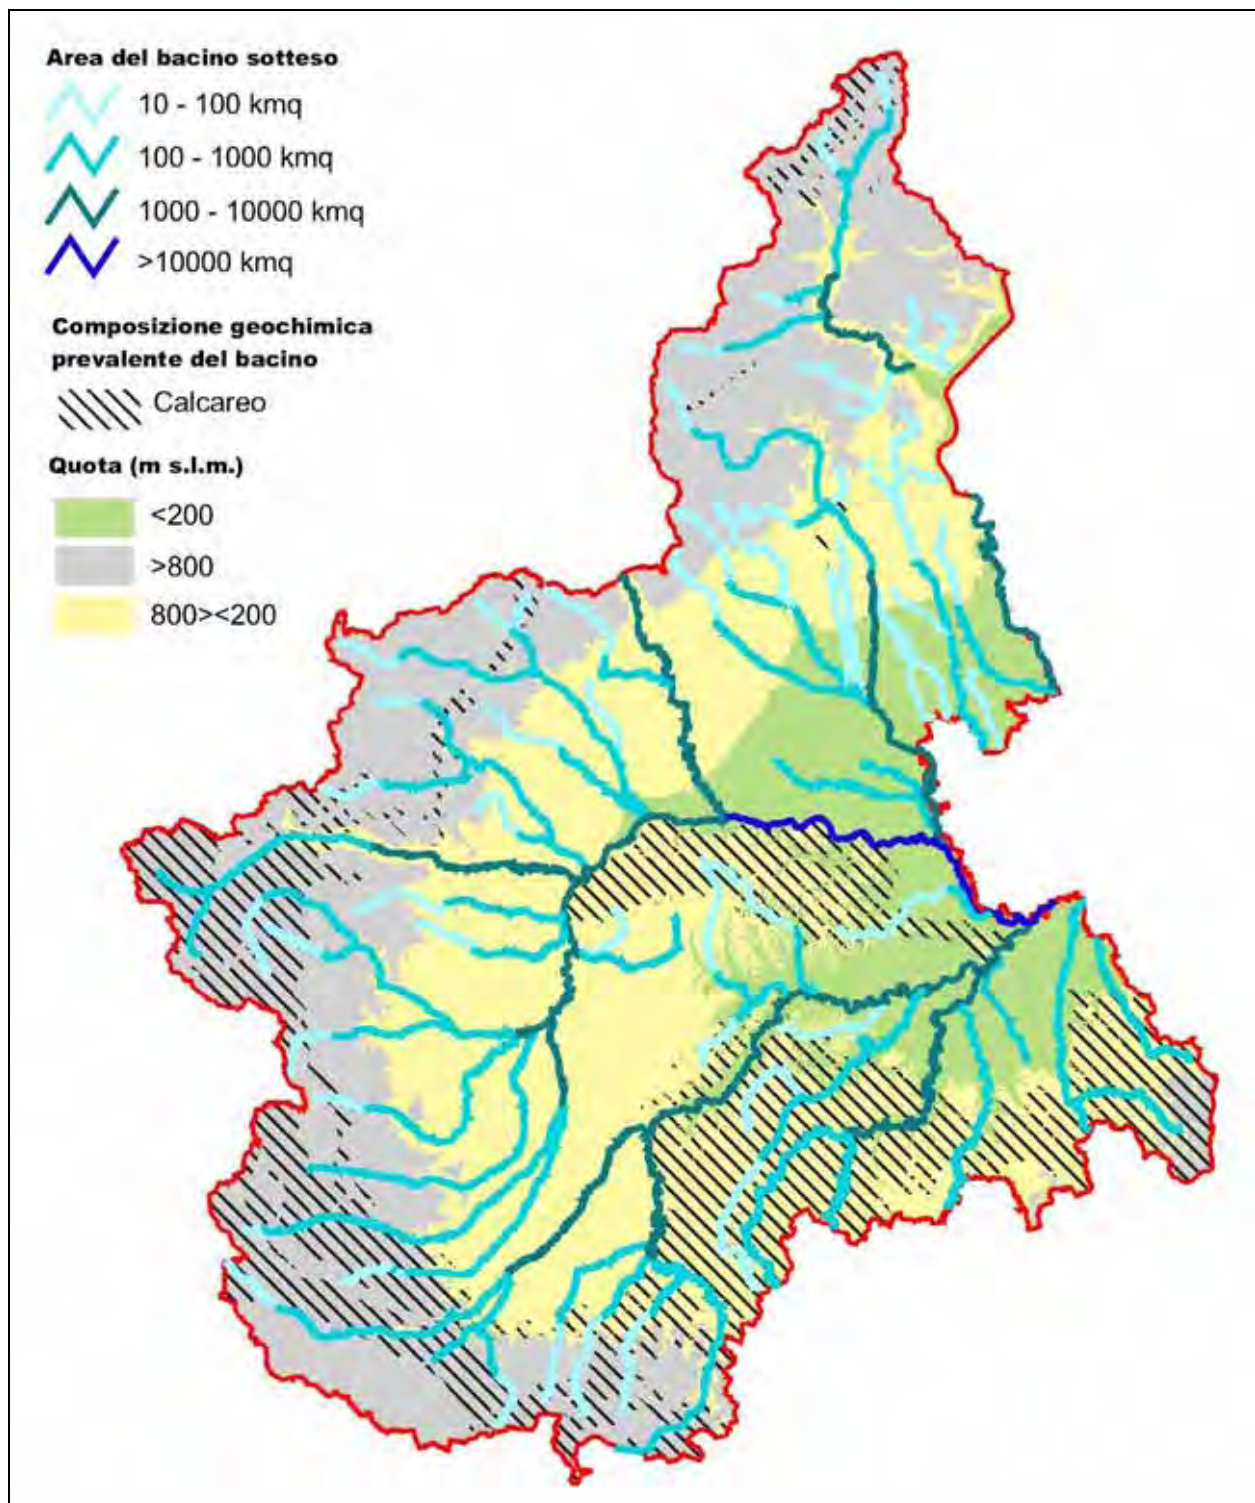 Area del bacino sotteso
10 - 100 kmq
100 - 1000 kmq
1000 - 10000 kmq
>10000 kmq
Composizione geochimica
prevalente del bacino
Calcareo
Quota (m s.l.m.)
<200
>800
800><200